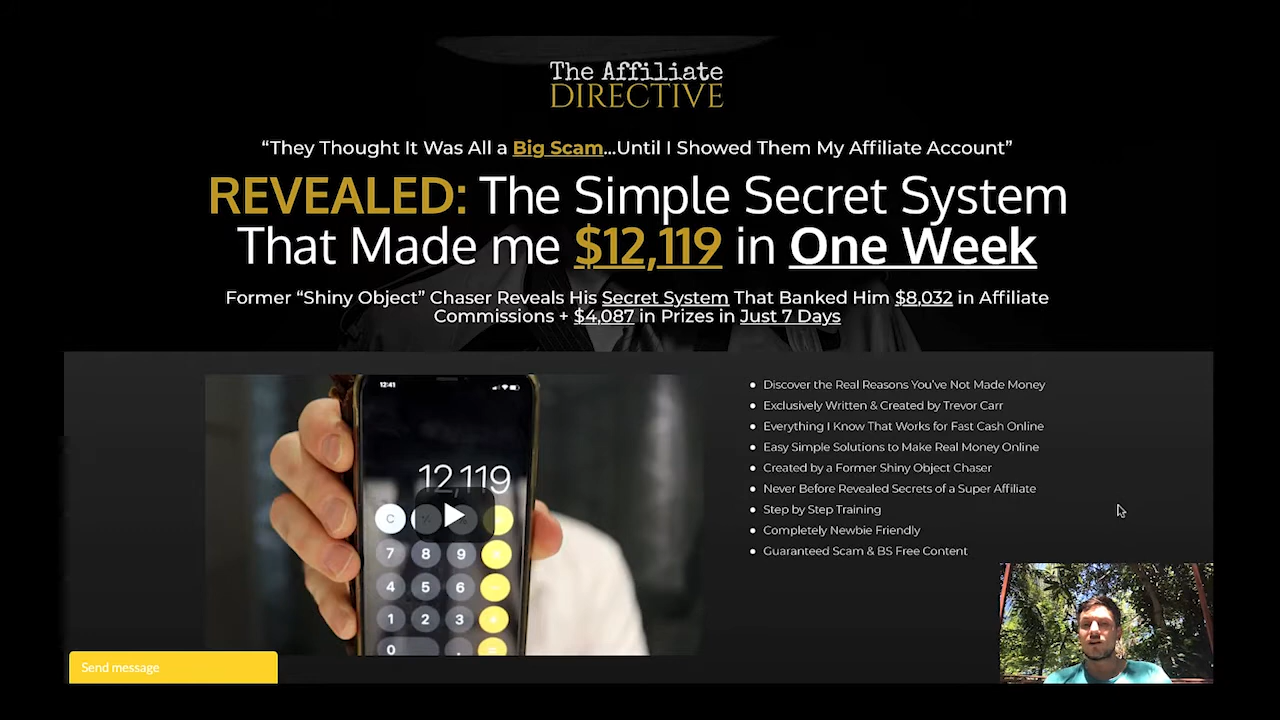 The Affiliate
DIRECTIVE
“They Thought It Was All a Big Scam...Until I Showed Them My Affiliate Account”
REVEALED: The Simple Secret System
That Made me $12,119 in One Week
Former “Shiny Object” Chaser Reveals His Secret System That Banked Him $8,032 in Affiliate
Commissions + $4,087 in Prizes in Just 7 Days
12:41
12,119
C
7 8 9
4 5 6
1 2 3
0
Discover the Real Reasons You’ve Not Made Money
Exclusively Written & Created by Trevor Carr
Everything I Know That Works for Fast Cash Online
Easy Simple Solutions to Make Real Money Online
Created by a Former Shiny Object Chaser
Never Before Revealed Secrets of a Super Affiliate
Step by Step Training
Completely Newbie Friendly
Guaranteed Scam & BS Free Content
Send message